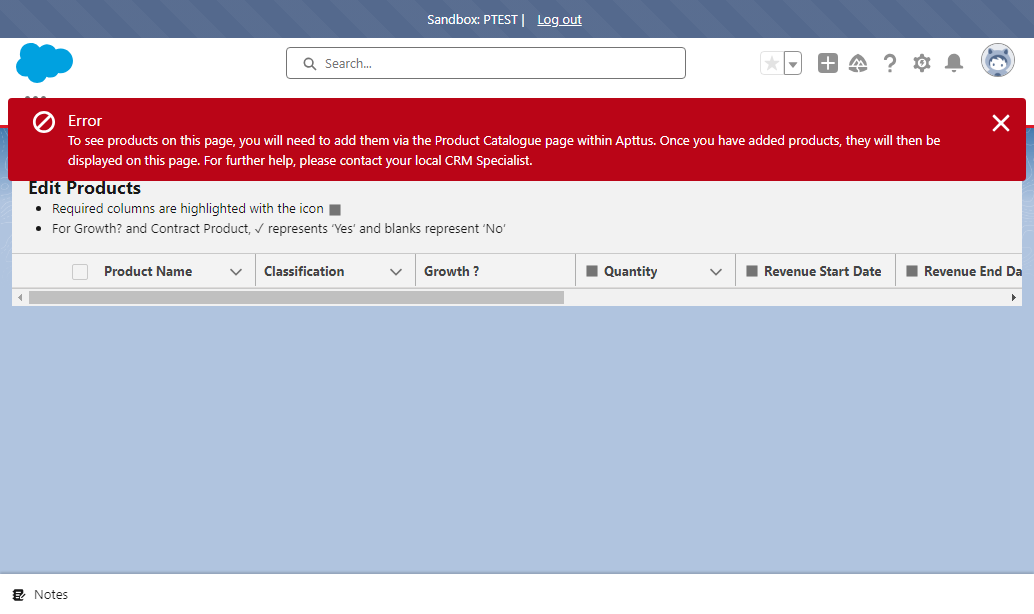 Sandbox: PTEST | Log out
Search...
Error
To see products on this page, you will need to add them via the Product Catalogue page within Apttus. Once you have added products, they will then be
displayed on this page. For further help, please contact your local CRM Specialist.
Edit Products
• Required columns are highlighted with the icon
• For Growth? and Contract Product, ✓ represents ‘Yes’ and blanks represent ‘No’
Product Name Classification Growth ? Quantity Revenue Start Date Revenue End Da
Notes